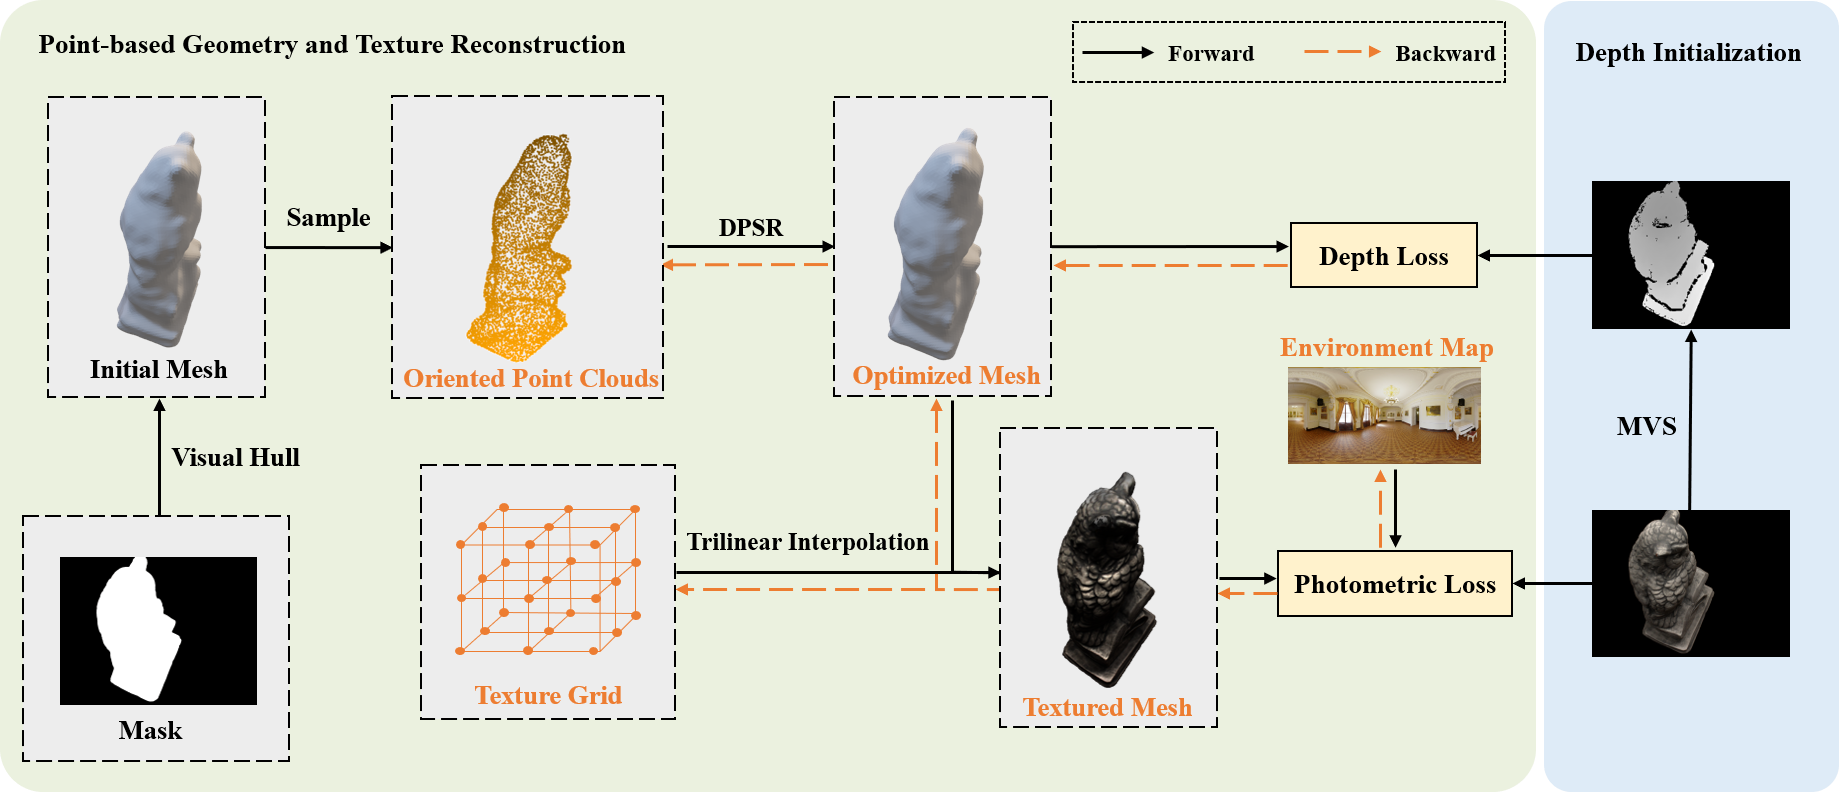 Point-based Geometry and Texture Reconstruction
Forward
Backward
Depth Initialization
Sample
DPSR
Depth Loss
Initial Mesh
Oriented Point Clouds
Optimized Mesh
Environment Map
MVS
Visual Hull
Trilinear Interpolation
Photometric Loss
Texture Grid
Textured Mesh
Mask